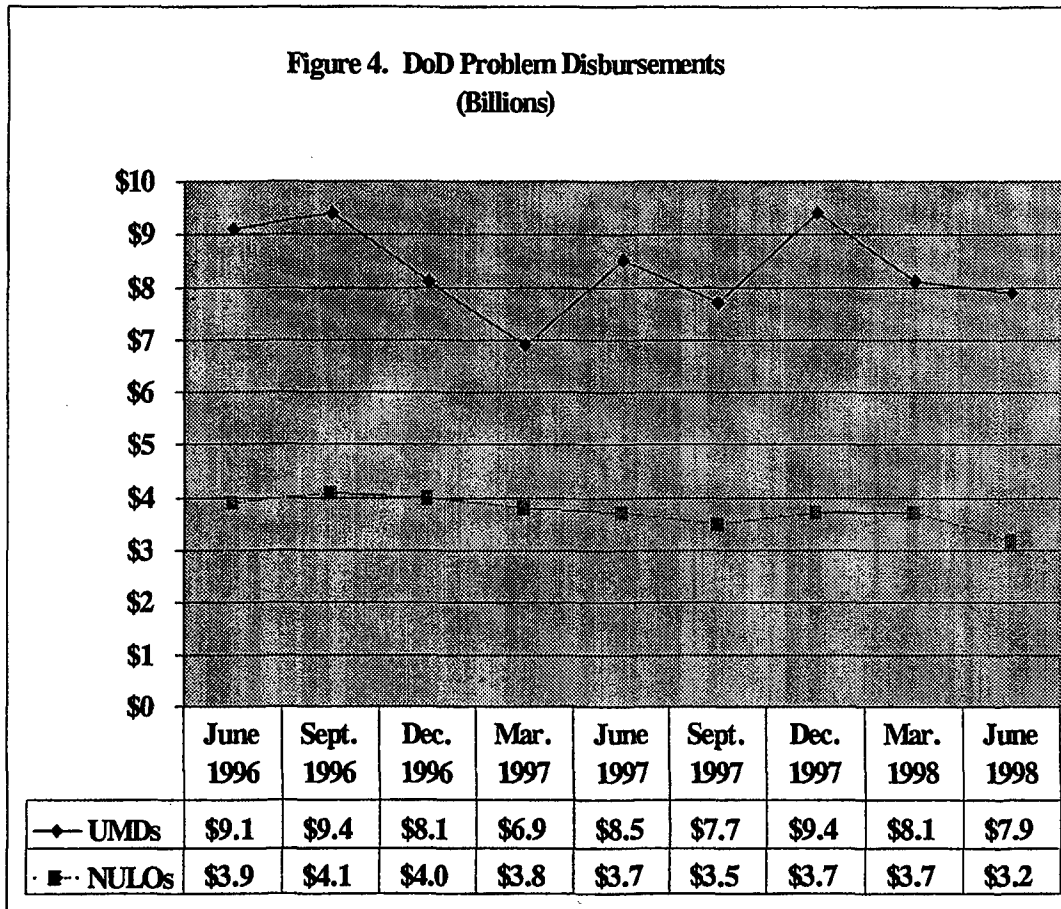 Figure 4. DoD Problem Disbursements
(Billions)
$10
$9
$8
$7
$6
$5
$4
$3
$2
$1
$0
June 1996 Sept. 1996 Dec. 1996 Mar. 1997 June 1997 Sept. 1997 Dec. 1997 Mar. 1998 June 1998
UMDs $9.1 $9.4 $8.1 $6.9 $8.5 $7.7 $9.4 $8.1 $7.9
NULOs $3.9 $4.1 $4.0 $3.8 $3.7 $3.5 $3.7 $3.7 $3.2